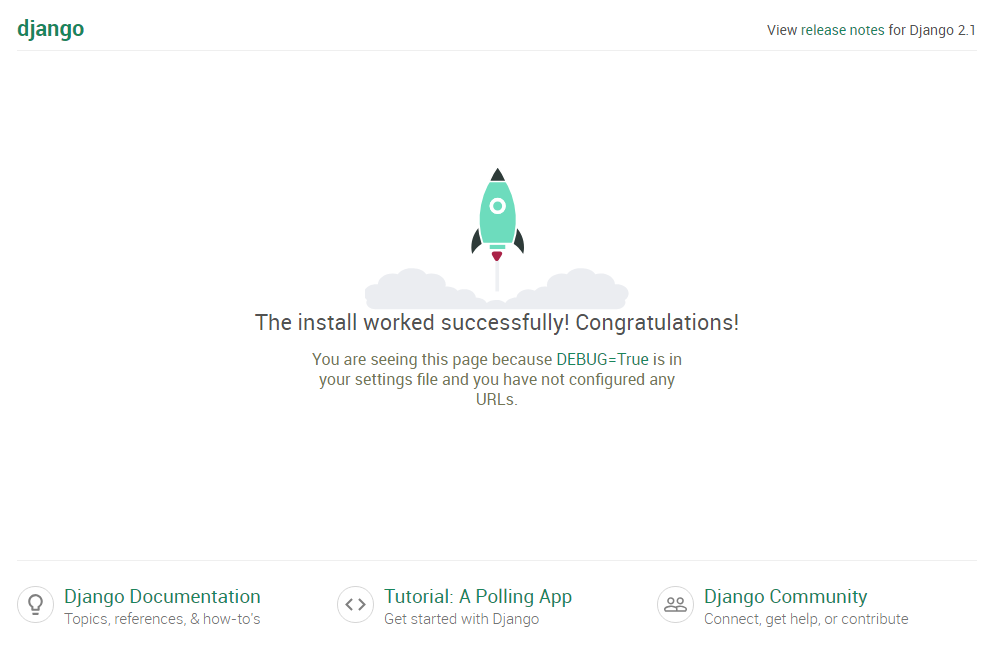 django
View release notes for Django 2.1
The install worked successfully! Congratulations!
You are seeing this page because DEBUG=True is in
your settings file and you have not configured any
URLs.
Django Documentation
Topics, references, & how-to's
Tutorial: A Polling App
Get started with Django
Django Community
Connect, get help, or contribute